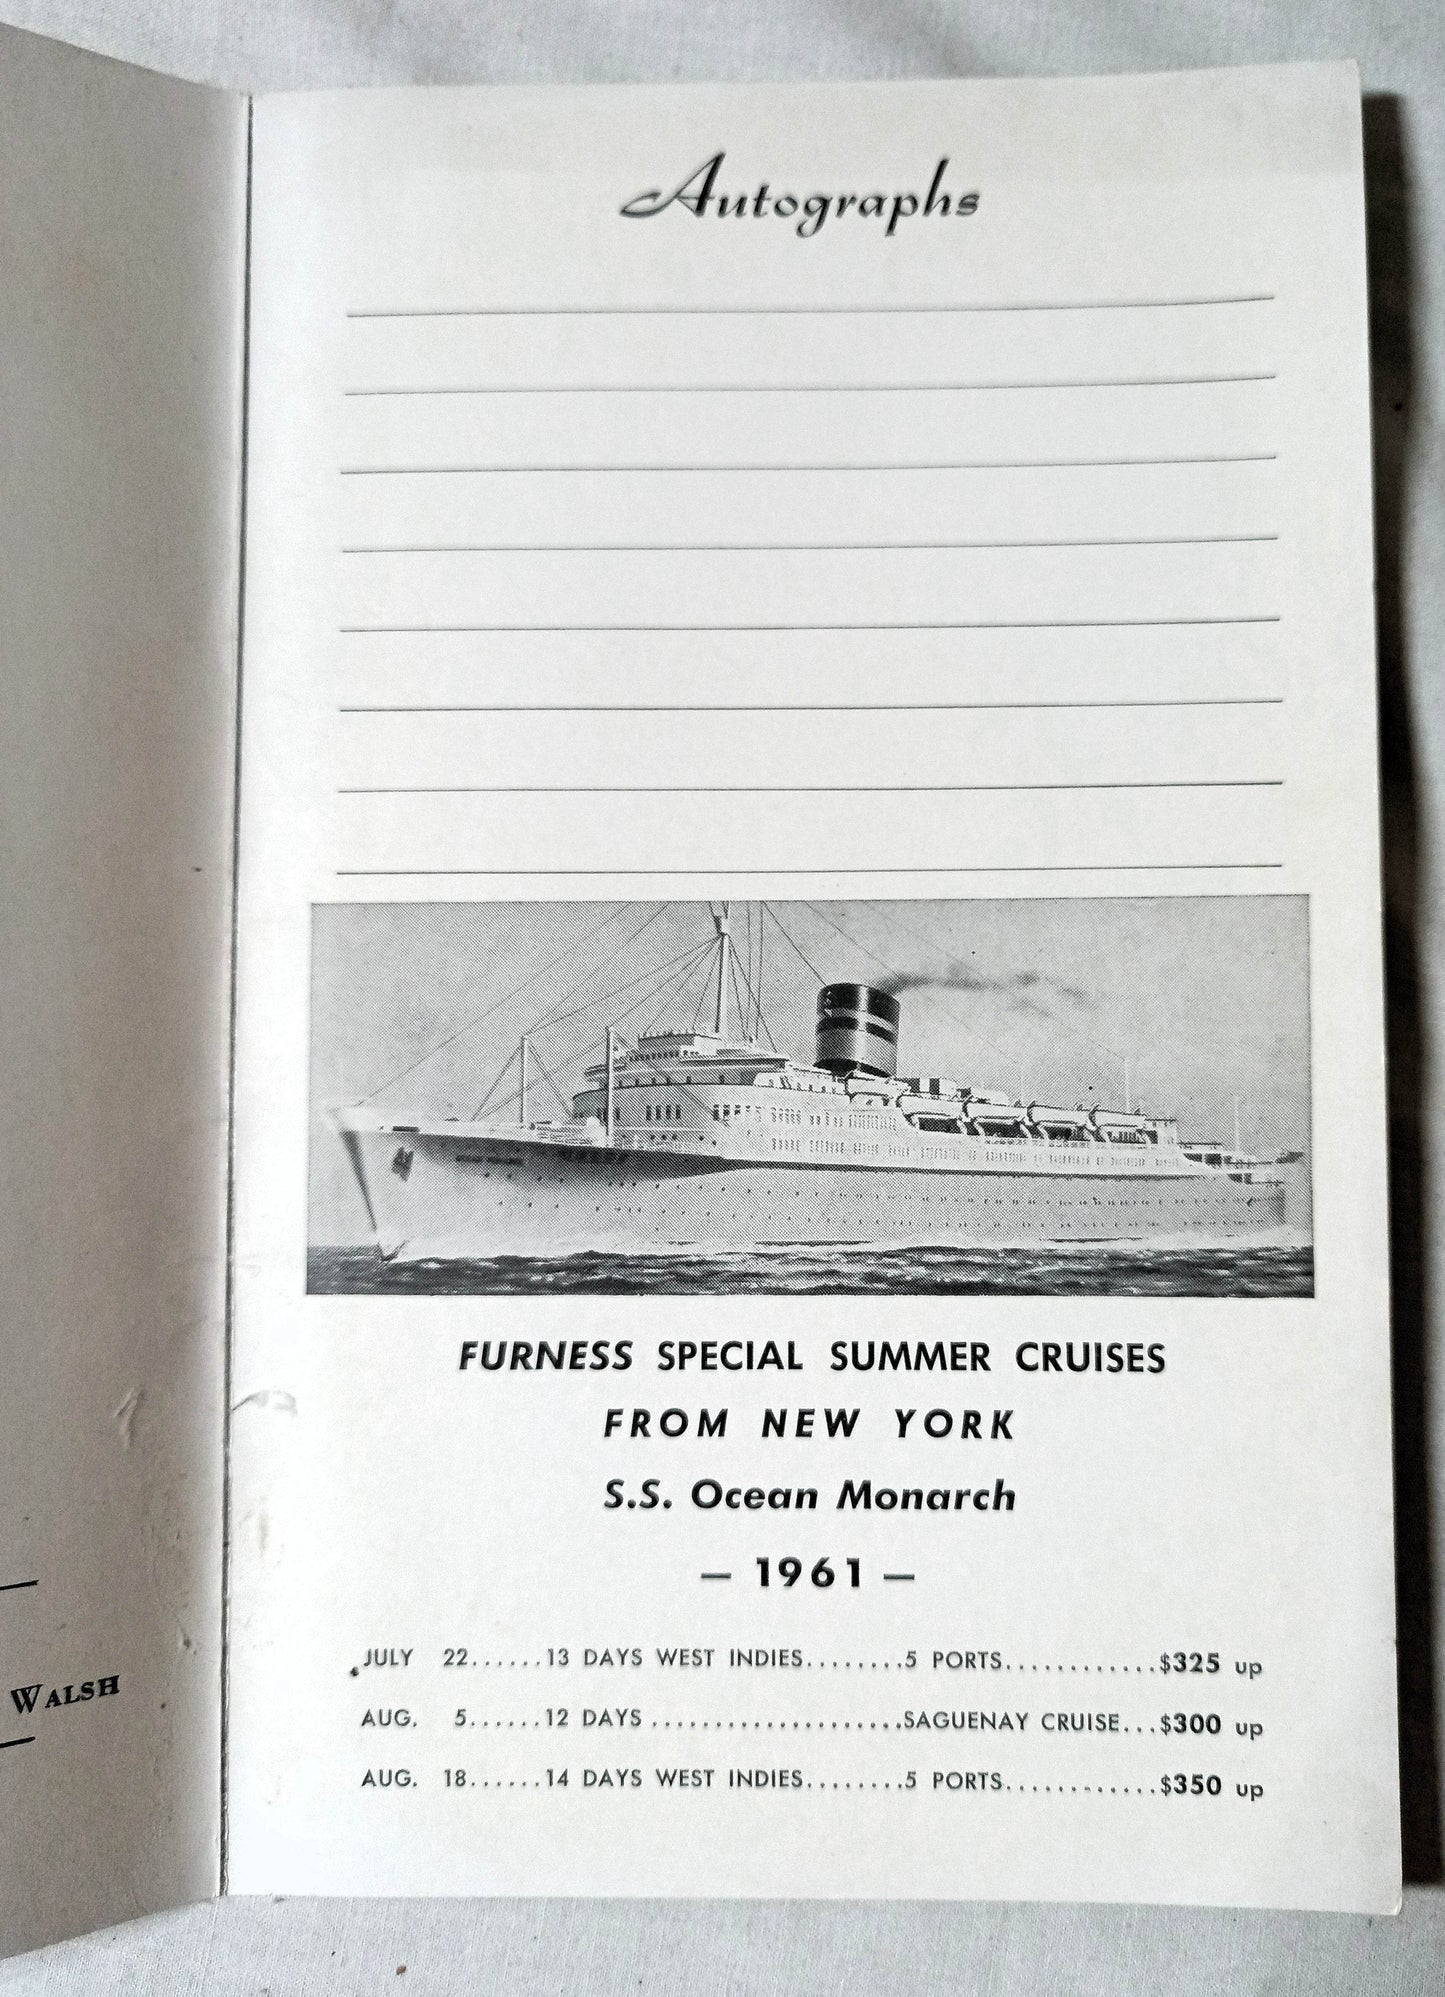 Autographs
FURNESS SPECIAL SUMMER CRUISES
FROM NEW YORK
S.S. Ocean Monarch
— 1961 —
JULY 22......13 DAYS WEST INDIES........5 PORTS............$325 up
AUG. 5......12 DAYS ....................SAGUENAY CRUISE...$300 up
AUG. 18......14 DAYS WEST INDIES........5 PORTS............$350 up
WALSH